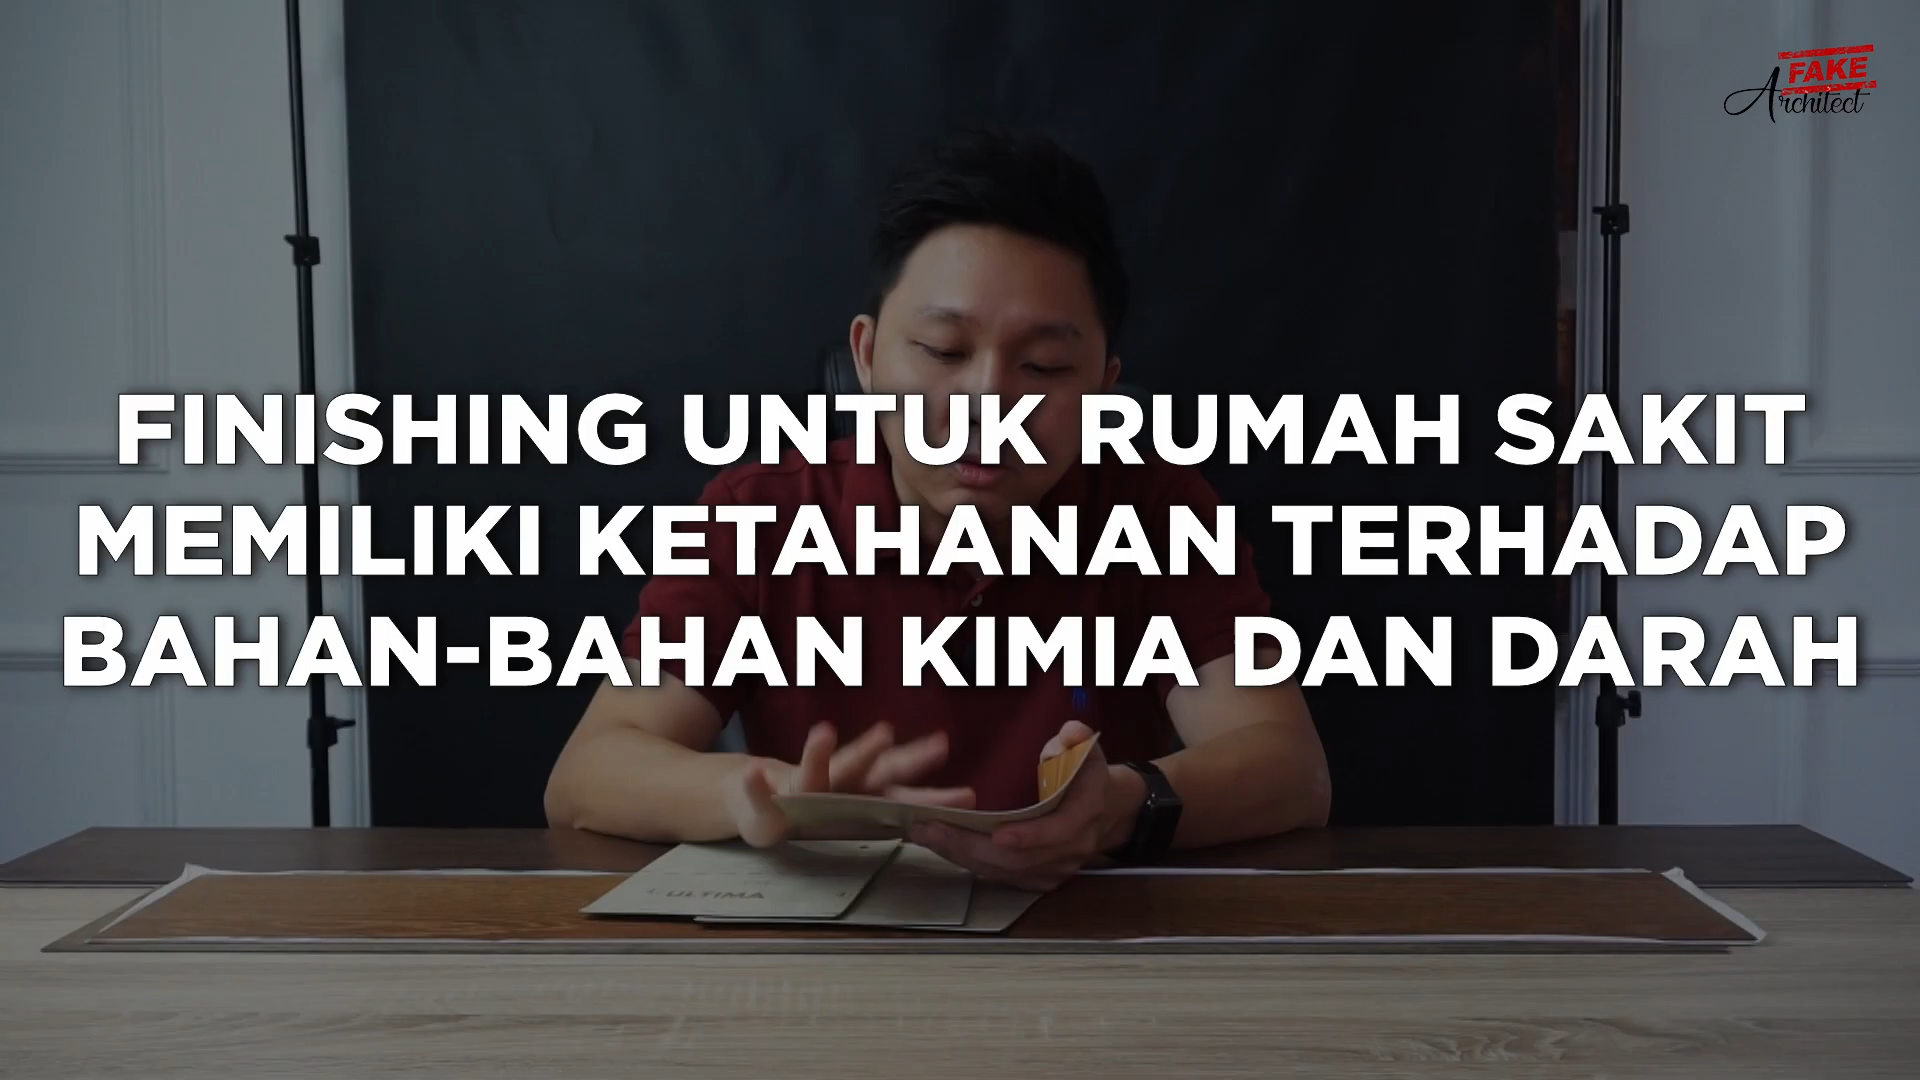 FAKE
Architect
FINISHING UNTUK RUMAH SAKIT
MEMILIKI KETAHANAN TERHADAP
BAHAN-BAHAN KIMIA DAN DARAH
ULTIMA